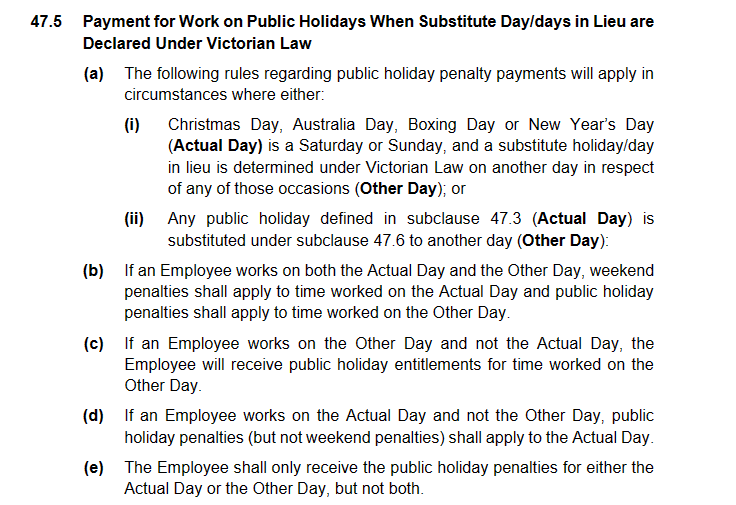 47.5 Payment for Work on Public Holidays When Substitute Day/days in Lieu are
Declared Under Victorian Law
(a) The following rules regarding public holiday penalty payments will apply in
circumstances where either:
(i) Christmas Day, Australia Day, Boxing Day or New Year's Day
(Actual Day) is a Saturday or Sunday, and a substitute holiday/day
in lieu is determined under Victorian Law on another day in respect
of any of those occasions (Other Day); or
(ii) Any public holiday defined in subclause 47.3 (Actual Day) is
substituted under subclause 47.6 to another day (Other Day):
(b) If an Employee works on both the Actual Day and the Other Day, weekend
penalties shall apply to time worked on the Actual Day and public holiday
penalties shall apply to time worked on the Other Day.
(c) If an Employee works on the Other Day and not the Actual Day, the
Employee will receive public holiday entitlements for time worked on the
Other Day.
(d) If an Employee works on the Actual Day and not the Other Day, public
holiday penalties (but not weekend penalties) shall apply to the Actual Day.
(e) The Employee shall only receive the public holiday penalties for either the
Actual Day or the Other Day, but not both.